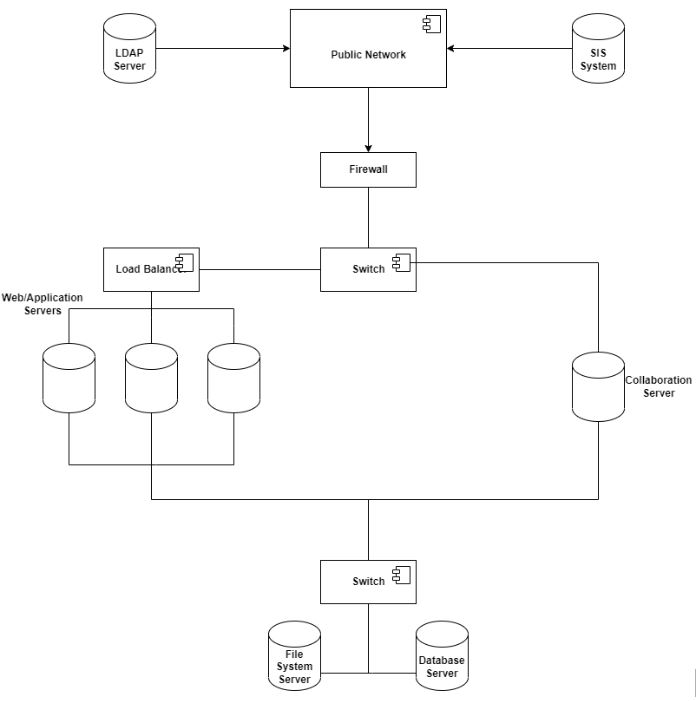 LDAP
Server
Public Network
SIS
System
Firewall
Load Balancer
Switch
Web/Application
Servers
Collaboration
Server
Switch
File
System
Server
Database
Server